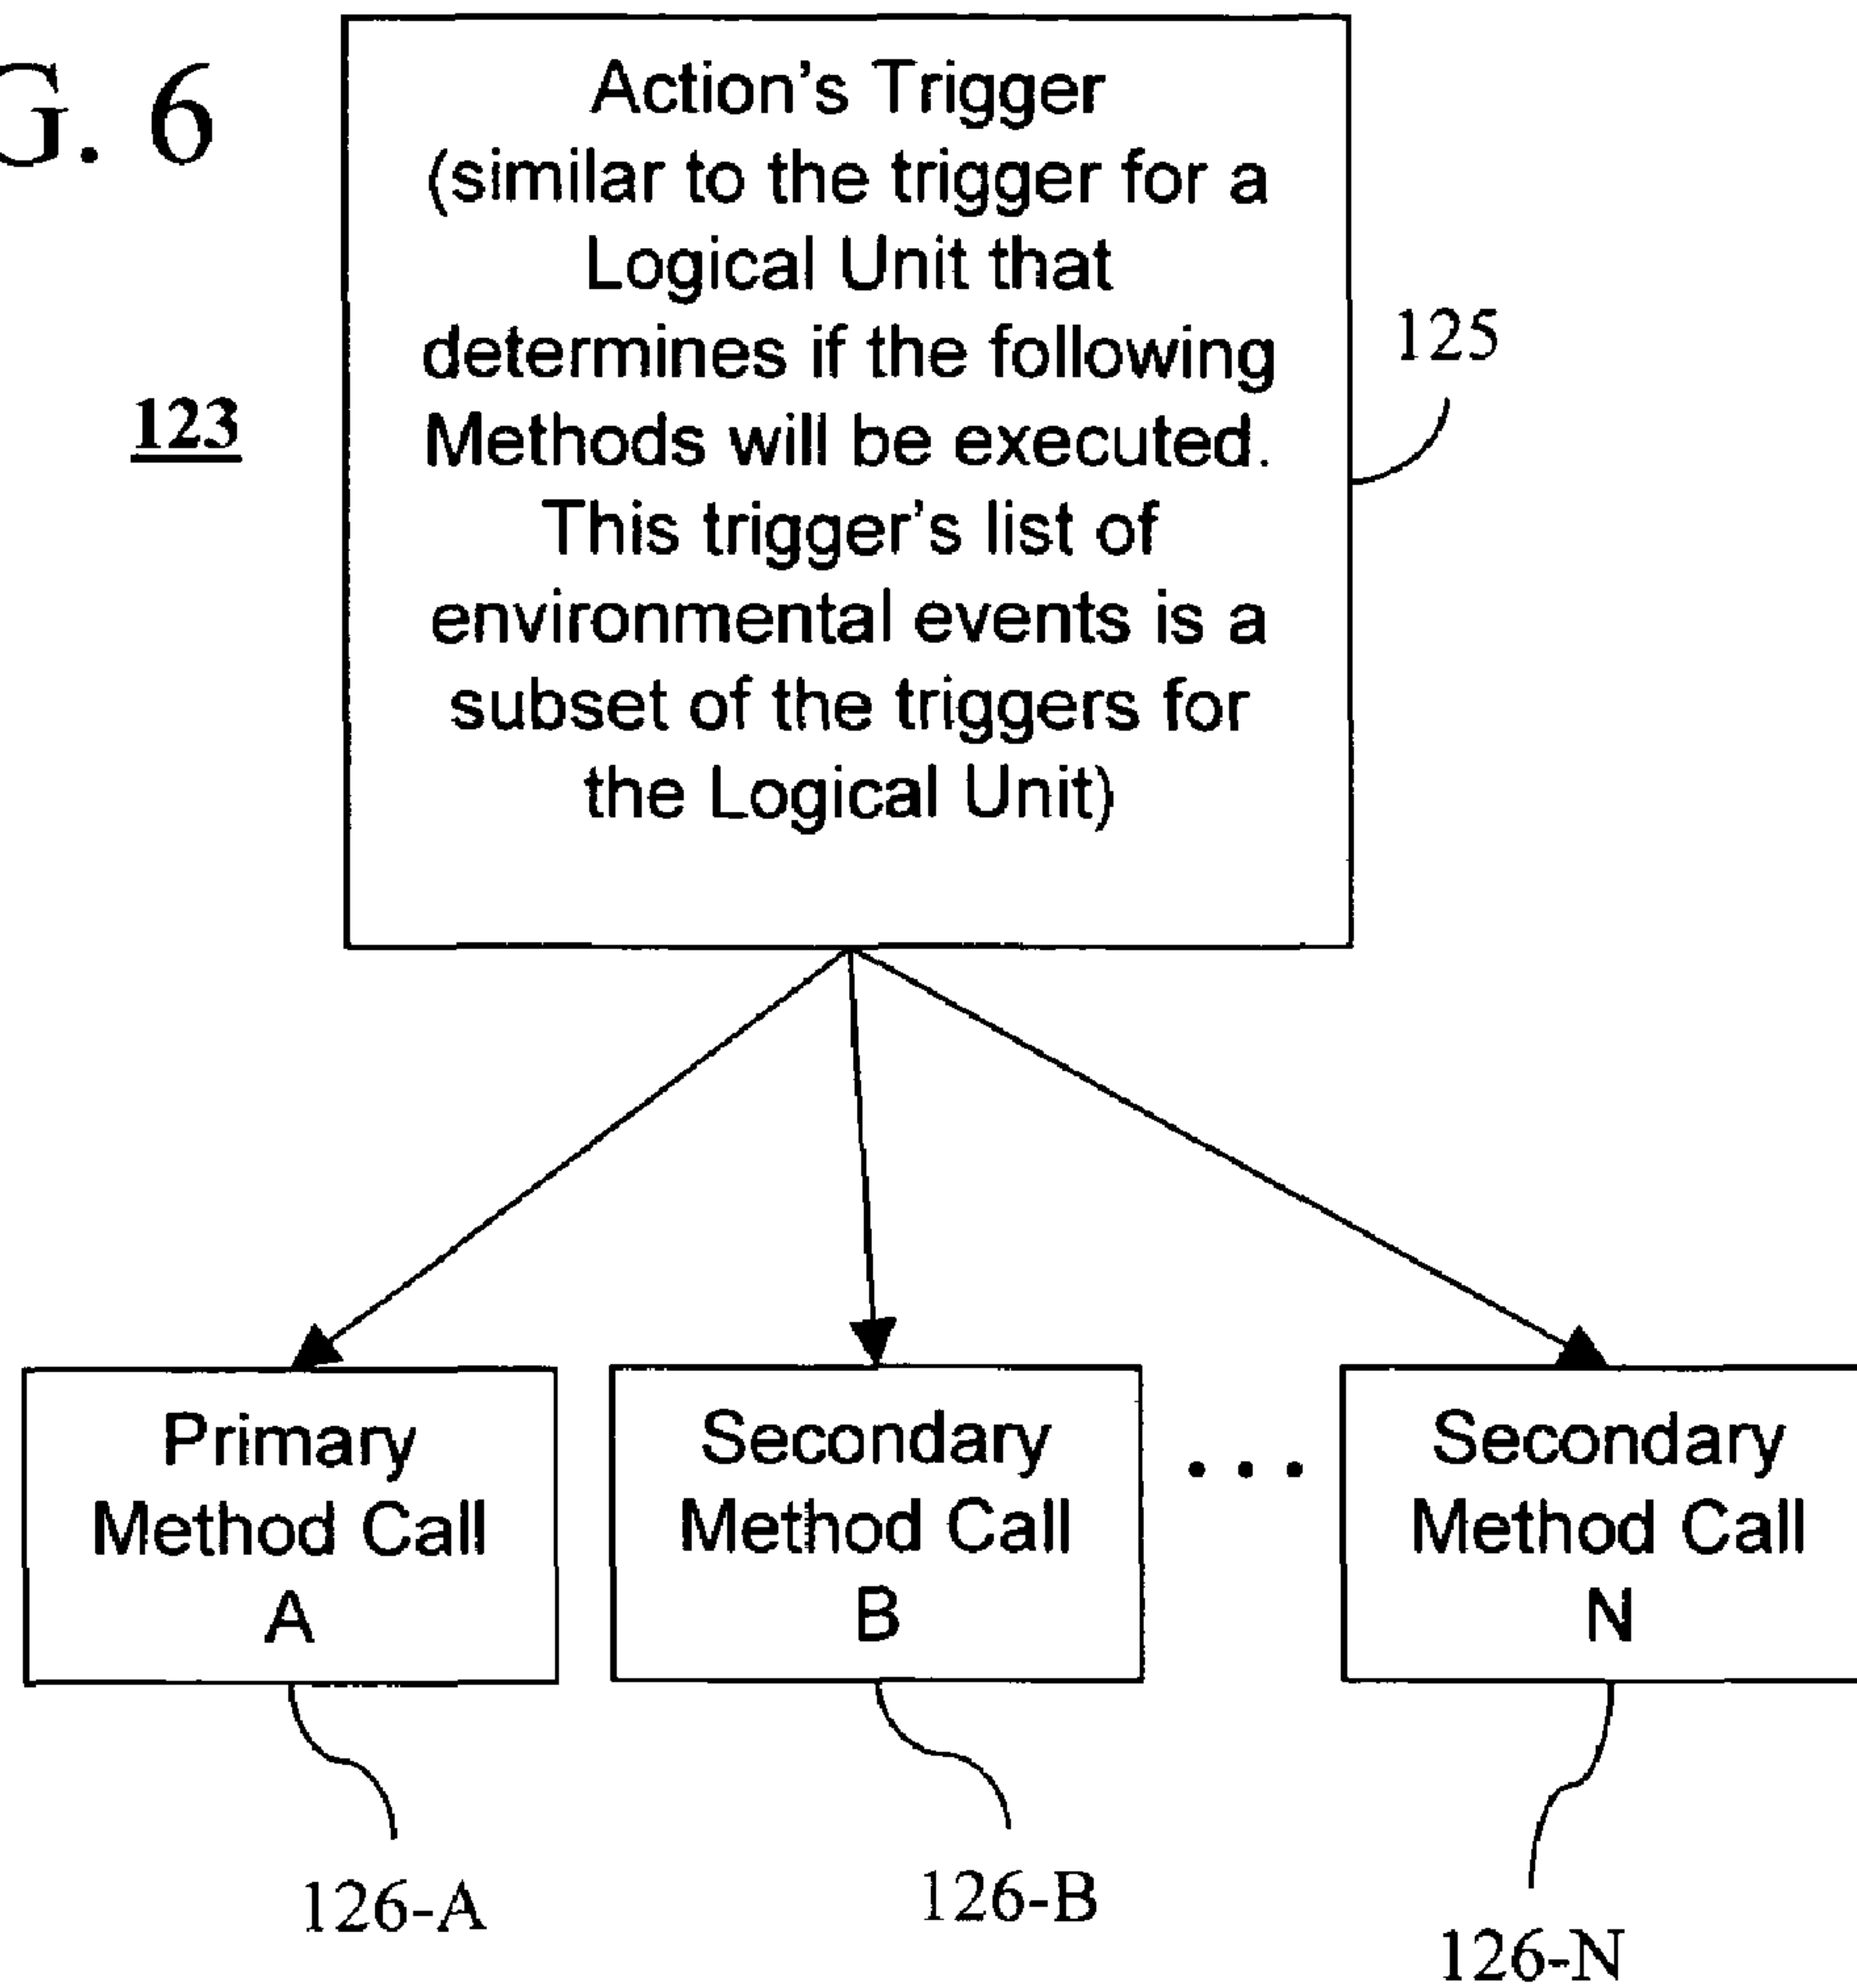 G. 6
Action's Trigger
(similar to the trigger for a
Logical Unit that
determines if the following
Methods will be executed.
This trigger's list of
environmental events is a
subset of the triggers for
the Logical Unit)
125
123
Primary
Method Call
A
Secondary
Method Call
B
• • •
Secondary
Method Call
N
126-A
126-B
126-N